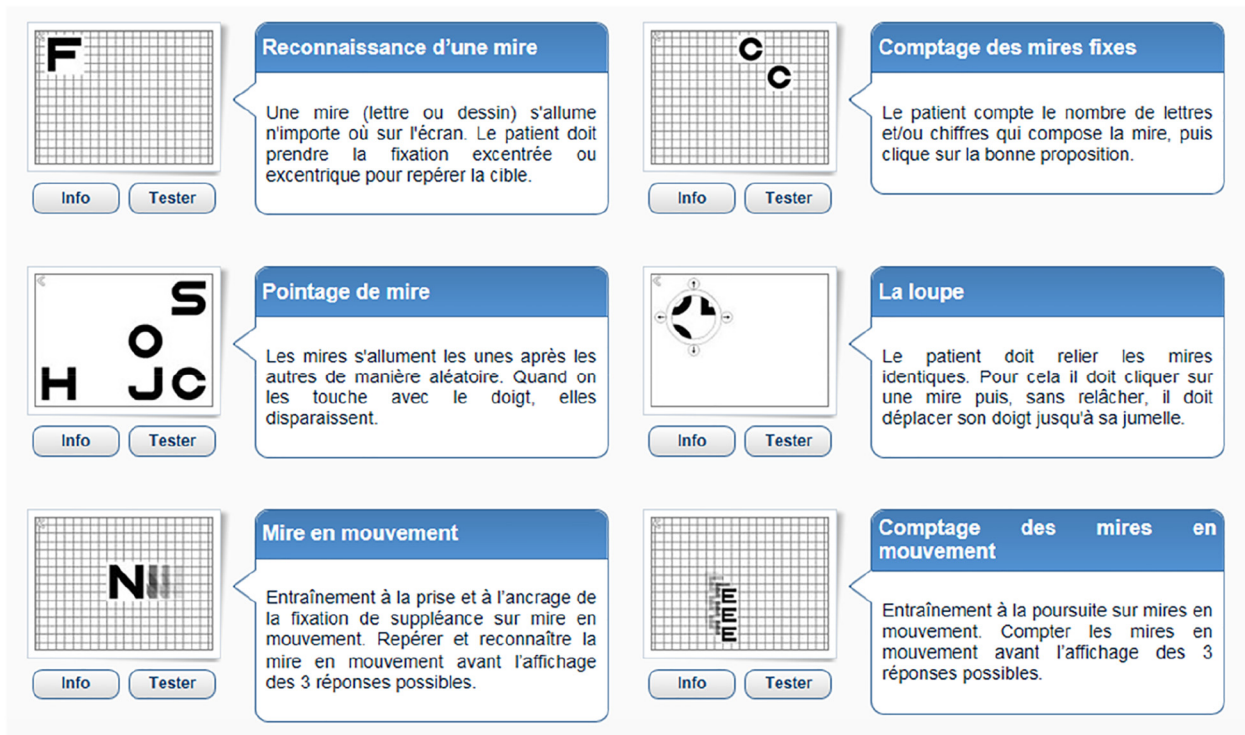 F
Reconnaissance d'une mire
Une mire (lettre ou dessin) s'allume
n'importe où sur l'écran. Le patient doit
prendre la fixation excentrée ou
excentrique pour repérer la cible.
Info Tester
C
C
Comptage des mires fixes
Le patient compte le nombre de lettres
et/ou chiffres qui compose la mire, puis
clique sur la bonne proposition.
Info Tester
S
O
H J C
Pointage de mire
Les mires s'allument les unes après les
autres de manière aléatoire. Quand on
les touche avec le doigt, elles
disparaissent.
Info Tester
La loupe
Le patient doit relier les mires
identiques. Pour cela il doit cliquer sur
une mire puis, sans relâcher, il doit
déplacer son doigt jusqu'à sa jumelle.
Info Tester
N
Mire en mouvement
Entraînement à la prise et à l'ancrage de
la fixation de suppléance sur mire en
mouvement. Repérer et reconnaître la
mire en mouvement avant l'affichage
des 3 réponses possibles.
Info Tester
E
E
E
Comptage des mires en
mouvement
Entraînement à la poursuite sur mires en
mouvement. Compter les mires en
mouvement avant l'affichage des 3
réponses possibles.
Info Tester